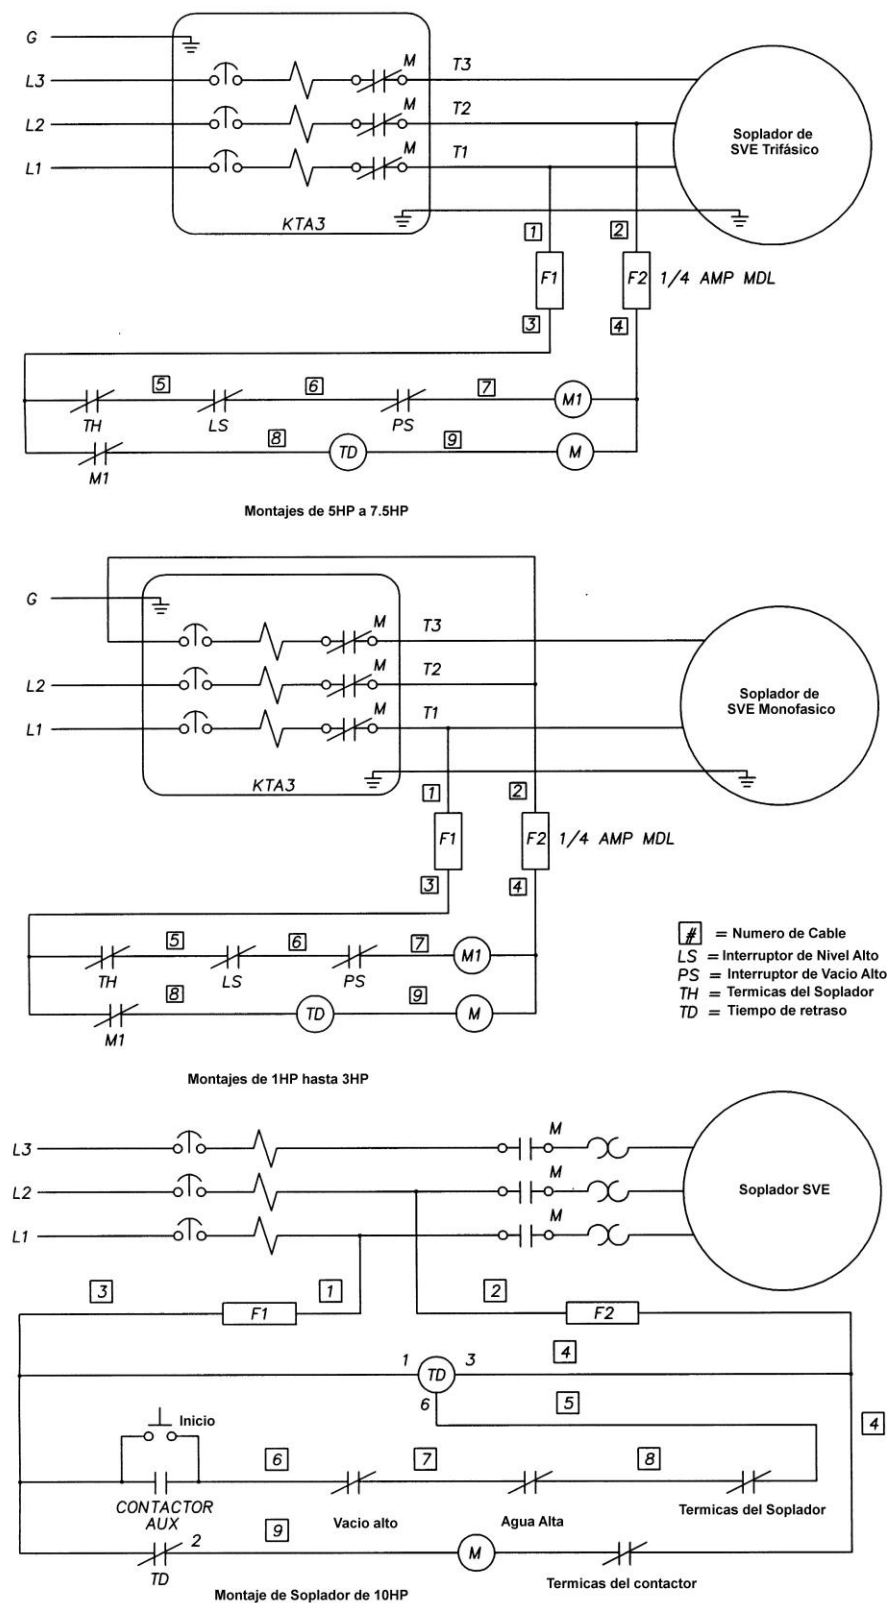 G
L3 M T3
L2 M T2
L1 M T1
Soplador de
SVE Trifásico
KTA3
1 2
F1 F2 1/4 AMP MDL
3 4
5 6 7
TH LS PS M1
8 9
M1 TD M
Montajes de 5HP a 7.5HP
G
M T3
L2 M T2
L1 M T1
Soplador de
SVE Monofasico
KTA3
1 2
F1 F2 1/4 AMP MDL
3 4
5 6 7
TH LS PS M1
8 9
M1 TD M
# = Numero de Cable
LS = Interruptor de Nivel Alto
PS = Interruptor de Vacio Alto
TH = Termicas del Soplador
TD = Tiempo de retraso
Montajes de 1HP hasta 3HP
L3 M
L2 M
L1 M
Soplador SVE
3 1 2
F1 F2
1 TD 3 4
6 5
Inicio 4
6 7 8
CONTACTOR
AUX
Vacio alto
Agua Alta
Termicas del Soplador
2 9
TD M
Termicas del contactor
Montaje de Soplador de 10HP